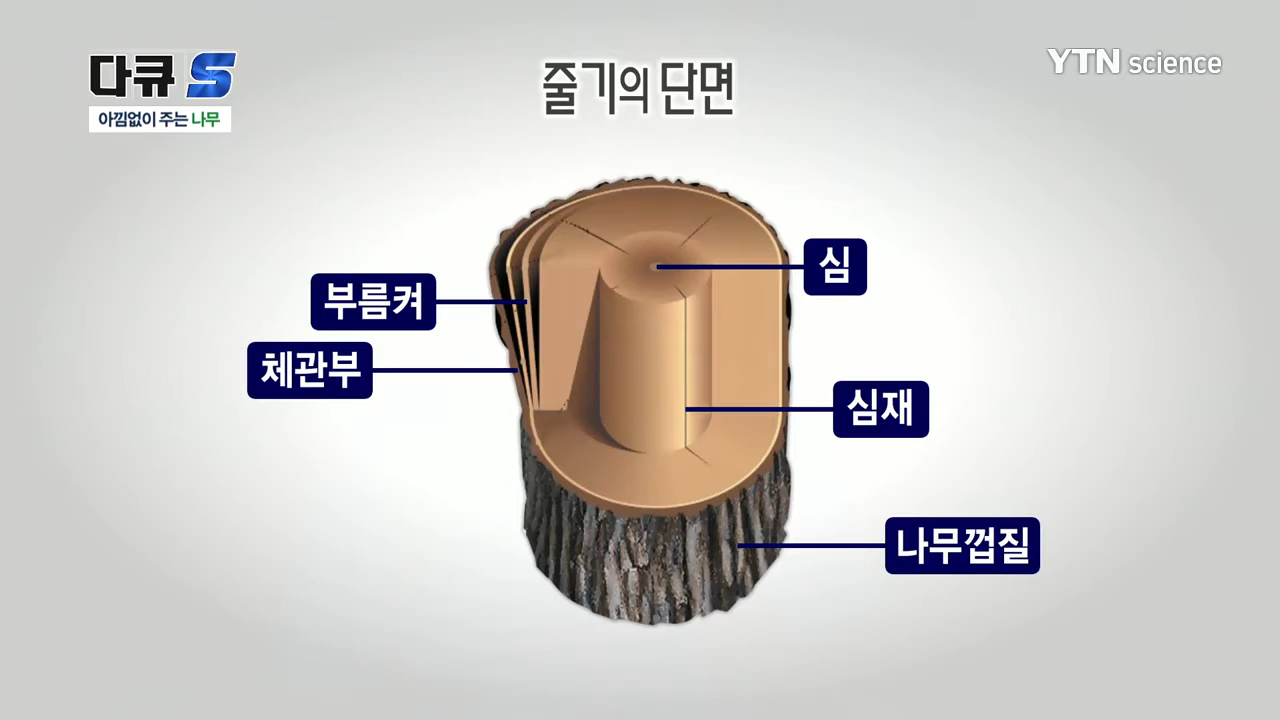 다큐 S
아낌없이 주는 나무
줄기의 단면
YTN science
심
부름켜
체관부
심재
나무껍질